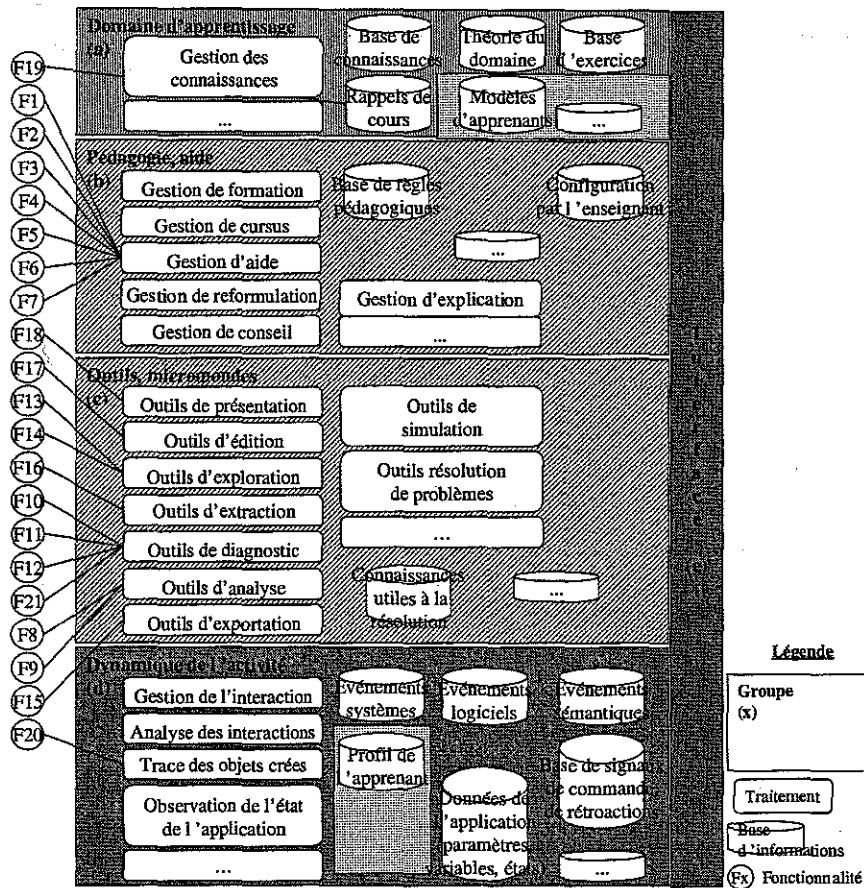 Domaine d'apprentissage
(a)
Gestion des
connaissances
...
Base de
connaissances
Théorie du
domaine
Base
d'exercices
Rappels de
cours
Modèles
d'apprenants
...
F19
F1
F2
F3
F4
F5
F6
F7
F18
F17
F13
F14
F16
F10
F11
F12
F21
F8
F9
F15
F20
Pédagogie, aide
(b)
Gestion de formation
Gestion de cursus
Gestion d'aide
Gestion de reformulation
Gestion de conseil
Base de règles
pédagogiques
Configuration
par l'enseignant
...
Gestion d'explication
...
Outils, micromondes
(c)
Outils de présentation
Outils d'édition
Outils d'exploration
Outils d'extraction
Outils de diagnostic
Outils d'analyse
Outils d'exportation
Outils de
simulation
Outils résolution
de problèmes
...
Connaissances
utiles à la
résolution
...
Dynamique de l'activité
(d)
Gestion de l'interaction
Analyse des interactions
Trace des objets crées
Observation de l'état
de l'application
...
Evénements
systèmes
Evénements
logiciels
Evénements
sémantiques
Profil de
'apprenant
Données de
l'application
(paramètres
variables, états)
Base de signaux
de commande
de rétroactions
...
Légende
Groupe
(x)
Traitement
Base
d'informations
Fx Fonctionnalité